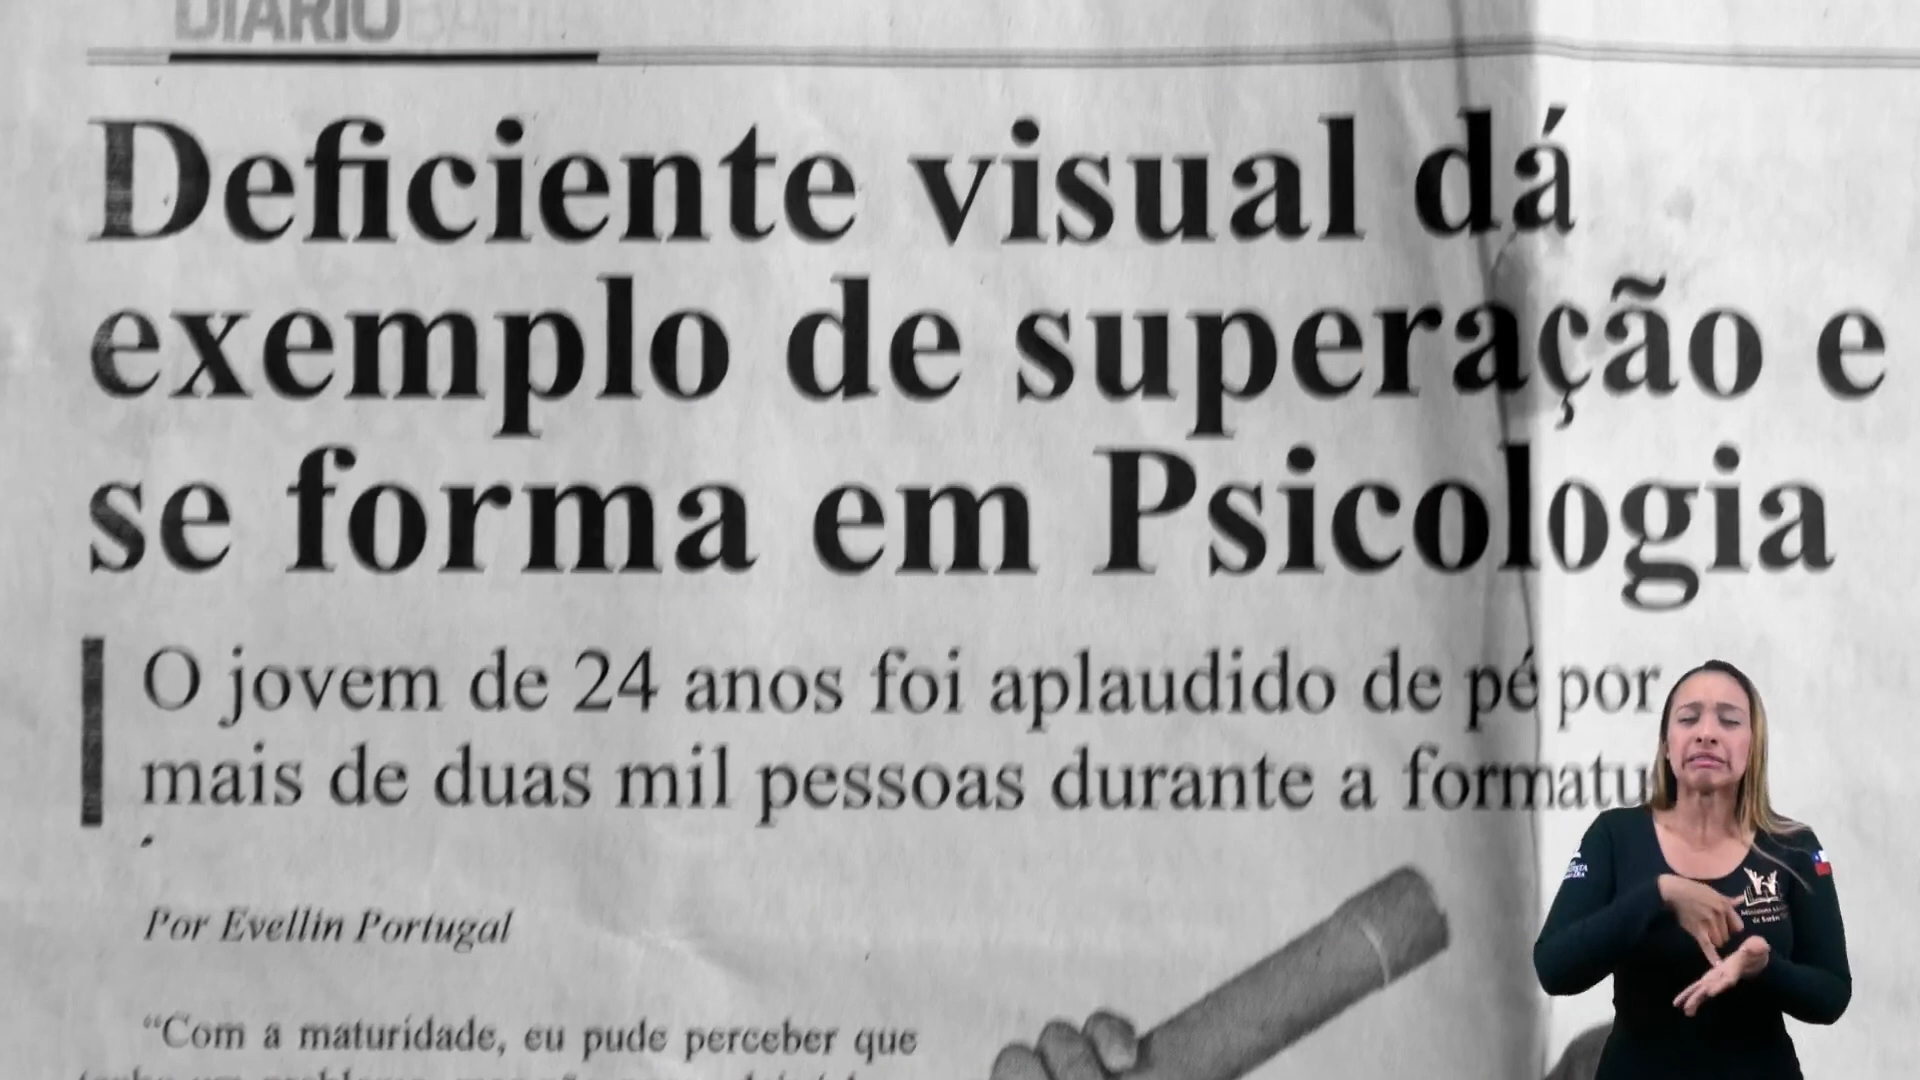 DIÁRIO
Deficiente visual dá
exemplo de superação e
se forma em Psicologia
O jovem de 24 anos foi aplaudido de pé por
mais de duas mil pessoas durante a formatu
Por Evellin Portugal
“Com a maturidade, eu pude perceber que